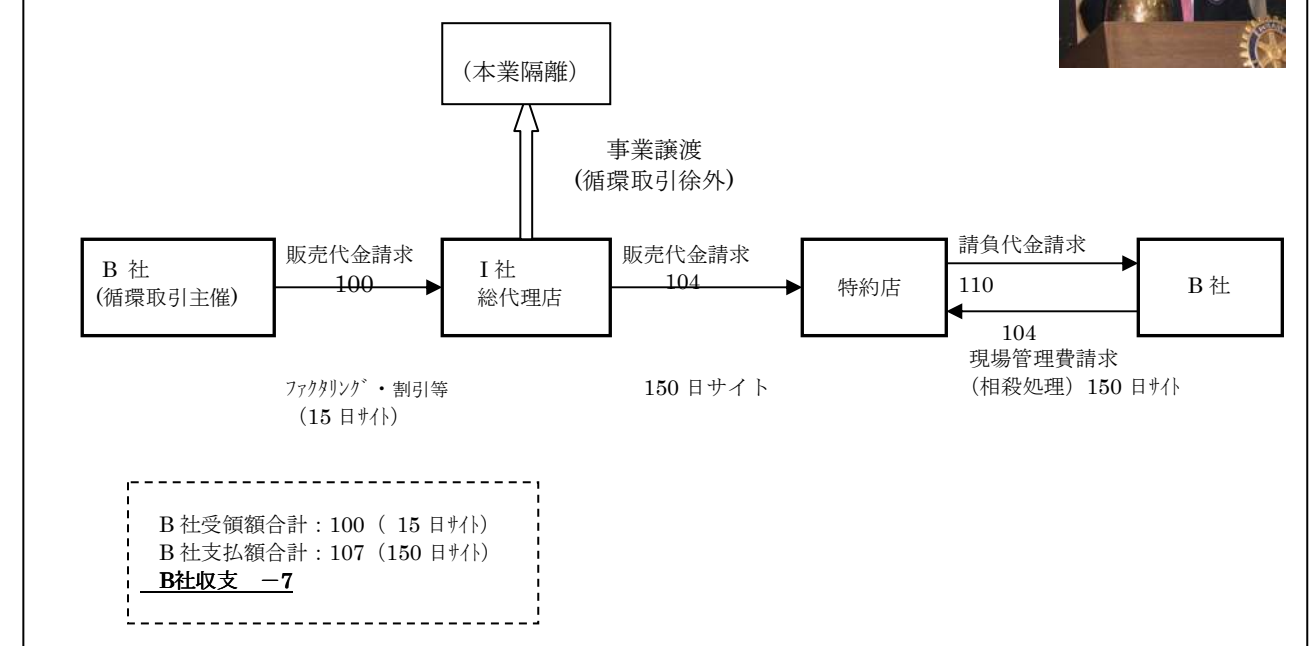 (本業隔離)
事業譲渡
(循環取引徐外)
B 社
(循環取引主催)
販売代金請求
100
I 社
総代理店
販売代金請求
104
特約店
請負代金請求
110
B 社
104
現場管理費請求
(相殺処理) 150 日ｻｲﾄ
ﾌｧｸﾀﾘﾝｸﾞ・割引等
(15 日ｻｲﾄ)
150 日サイト
B 社受領額合計：100 ( 15 日ｻｲﾄ)
B 社支払額合計：107 (150 日ｻｲﾄ)
B社収支 －7